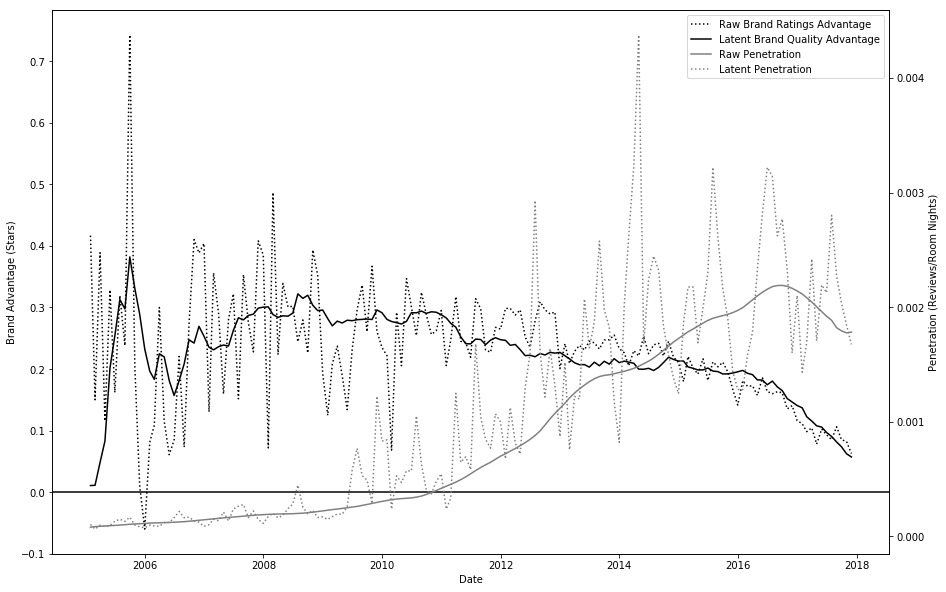 Raw Brand Ratings Advantage
Latent Brand Quality Advantage
Raw Penetration
Latent Penetration
Brand Advantage (Stars)
0.7
0.6
0.5
0.4
0.3
0.2
0.1
0.0
−0.1
0.004
0.003
0.002
0.001
0.000
Penetration (Reviews/Room Nights)
2006 2008 2010 2012 2014 2016 2018
Date